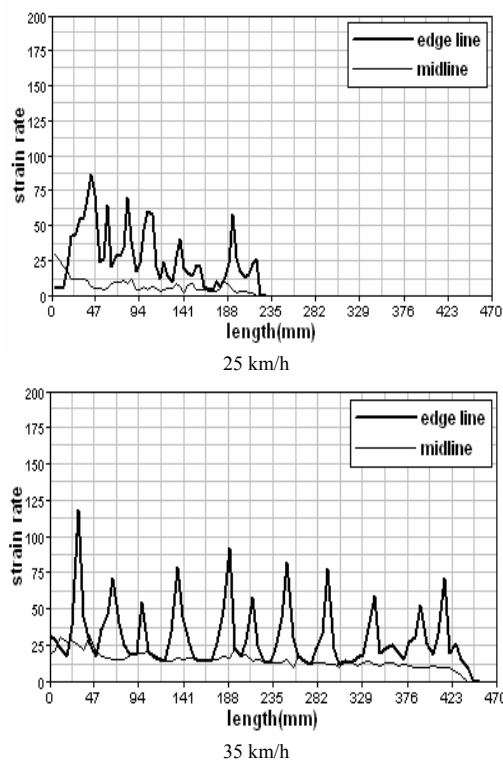 200
175
150
125
100
75
50
25
0
strain rate
edge line
midline
0 47 94 141 188 235 282 329 376 423 470
length(mm)
25 km/h
200
175
150
125
100
75
50
25
0
strain rate
edge line
midline
0 47 94 141 188 235 282 329 376 423 470
length(mm)
35 km/h